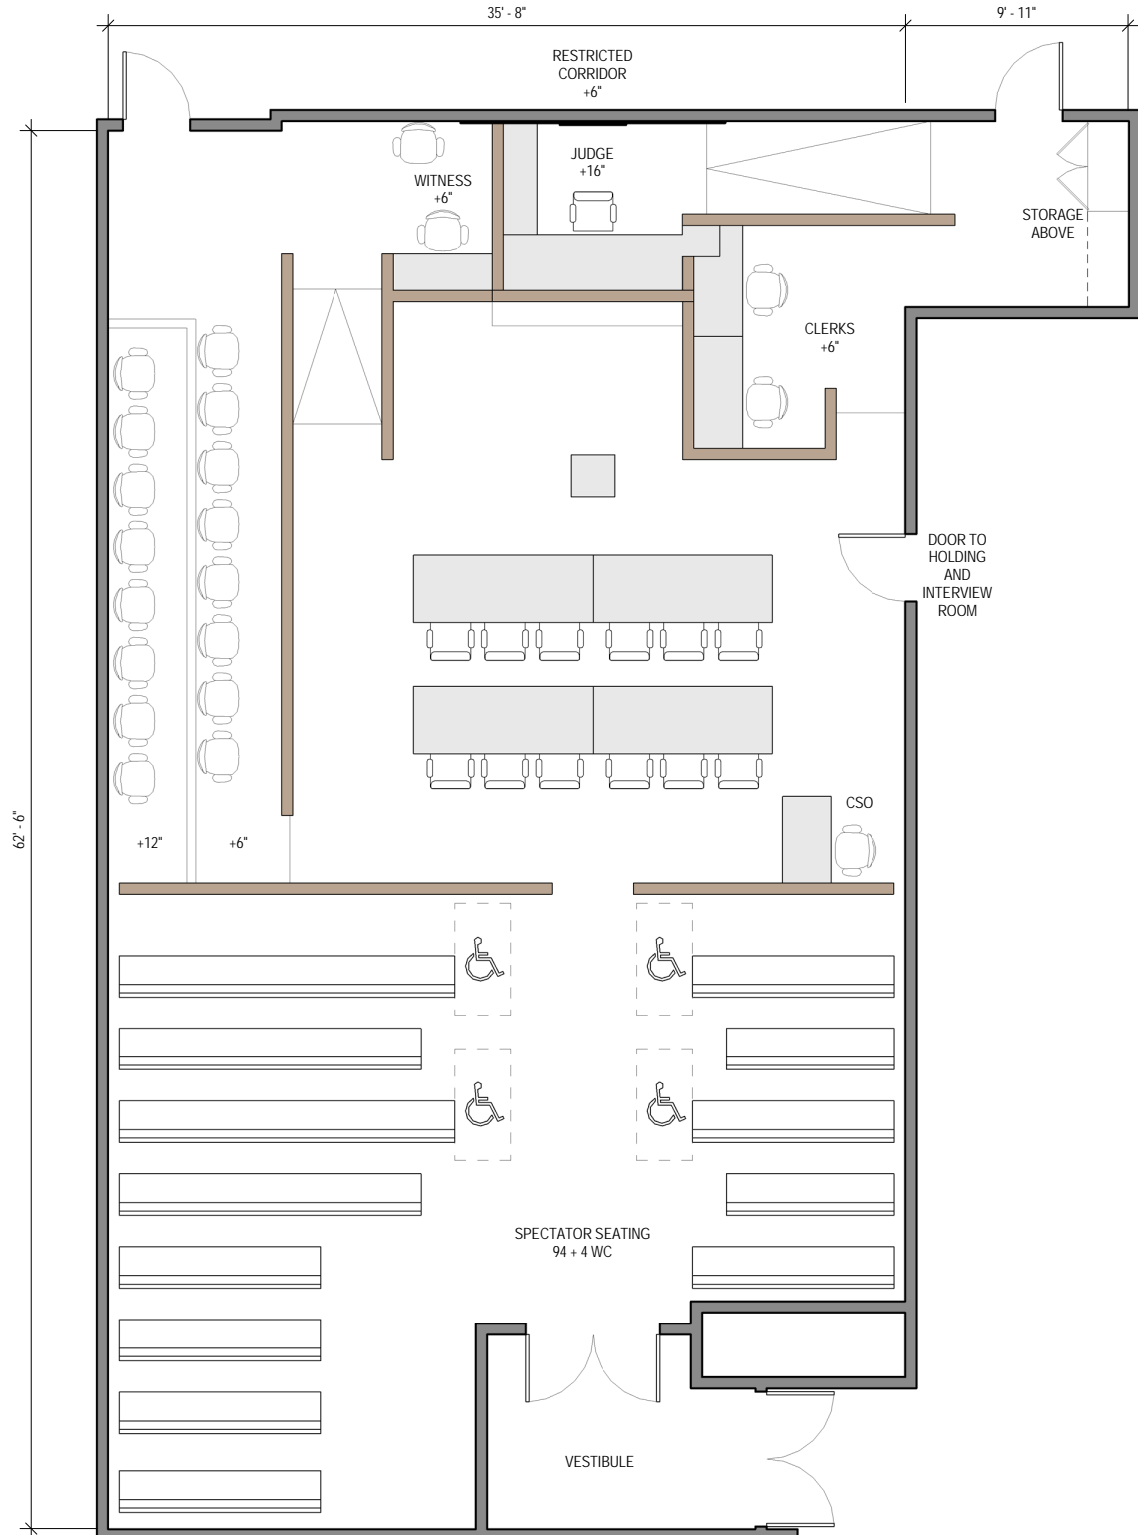 35' - 8"
9' - 11"
RESTRICTED
CORRIDOR
+6"
JUDGE
+16"
WITNESS
+6"
STORAGE
ABOVE
CLERKS
+6"
DOOR TO
HOLDING
AND
INTERVIEW
ROOM
62' - 6"
CSO
+12"
+6"
SPECTATOR SEATING
94 + 4 WC
VESTIBULE